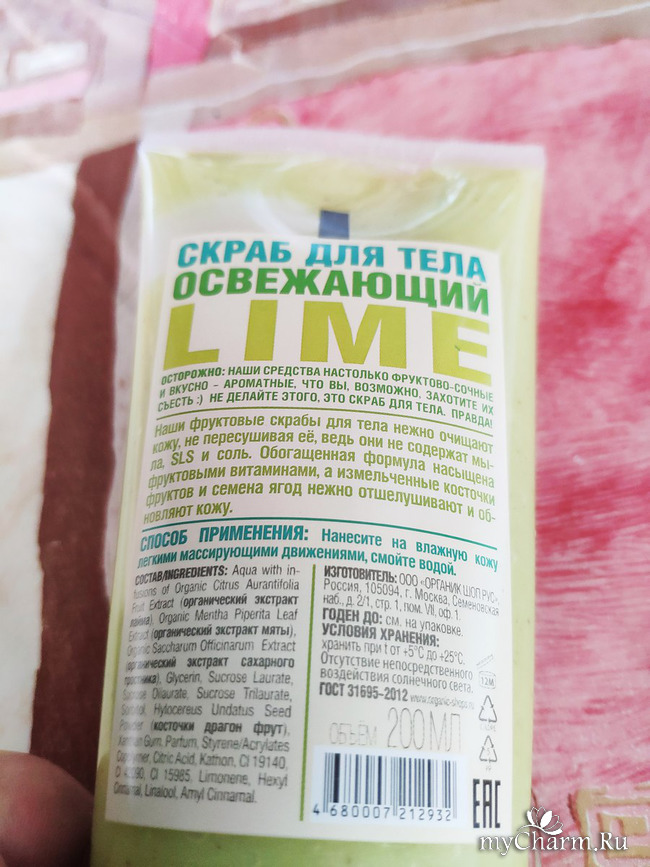 СКРАБ ДЛЯ ТЕЛА
ОСВЕЖАЮЩИЙ
LIME
ОСТОРОЖНО: НАШИ СРЕДСТВА НАСТОЛЬКО ФРУКТОВО-СОЧНЫЕ
И ВКУСНО - АРОМАТНЫЕ, ЧТО ВЫ, ВОЗМОЖНО, ЗАХОТИТЕ ИХ
СЪЕСТЬ :) НЕ ДЕЛАЙТЕ ЭТОГО, ЭТО СКРАБ ДЛЯ ТЕЛА. ПРАВДА!
Наши фруктовые скрабы для тела нежно очищают
кожу, не пересушивая её, ведь они не содержат мы-
ла, SLS и соль. Обогащенная формула насыщена
фруктовыми витаминами, а измельченные косточки
фруктов и семена ягод нежно отшелушивают и об-
новляют кожу.
СПОСОБ ПРИМЕНЕНИЯ: Нанесите на влажную кожу
легкими массирующими движениями, смойте водой.
СОСТАВ/INGREDIENTS: Aqua with in-
fusions of Organic Citrus Aurantifolia
Fruit Extract (органический экстракт
лайма), Organic Mentha Piperita Leaf
Extract (органический экстракт мяты),
Organic Saccharum Officinarum Extract
(органический экстракт сахарного
тростника), Glycerin, Sucrose Laurate,
Sucrose Dilaurate, Sucrose Trilaurate,
Sorbitol, Hylocereus Undatus Seed
Powder (косточки драгон фрут),
Xanthan Gum, Parfum, Styrene/Acrylates
Copolymer, Citric Acid, Kathon, CI 19140,
CI 42090, CI 15985, Limonene, Hexyl
Cinnamal, Linalool, Amyl Cinnamal.
ИЗГОТОВИТЕЛЬ: ООО «ОРГАНИК ШОП РУС»,
Россия, 105094, г. Москва, Семеновская
наб., д. 2/1, стр. 1, пом. VII, оф. 1.
ГОДЕН ДО: см. на упаковке.
УСЛОВИЯ ХРАНЕНИЯ:
хранить при t от +5°C до +25°C.
Отсутствие непосредственного
воздействия солнечного света.
ГОСТ 31695-2012 www.organic-shops.ru
12M
ОБЪЁМ 200 МЛ
4 680007 212932
EAC
myCharm.Ru